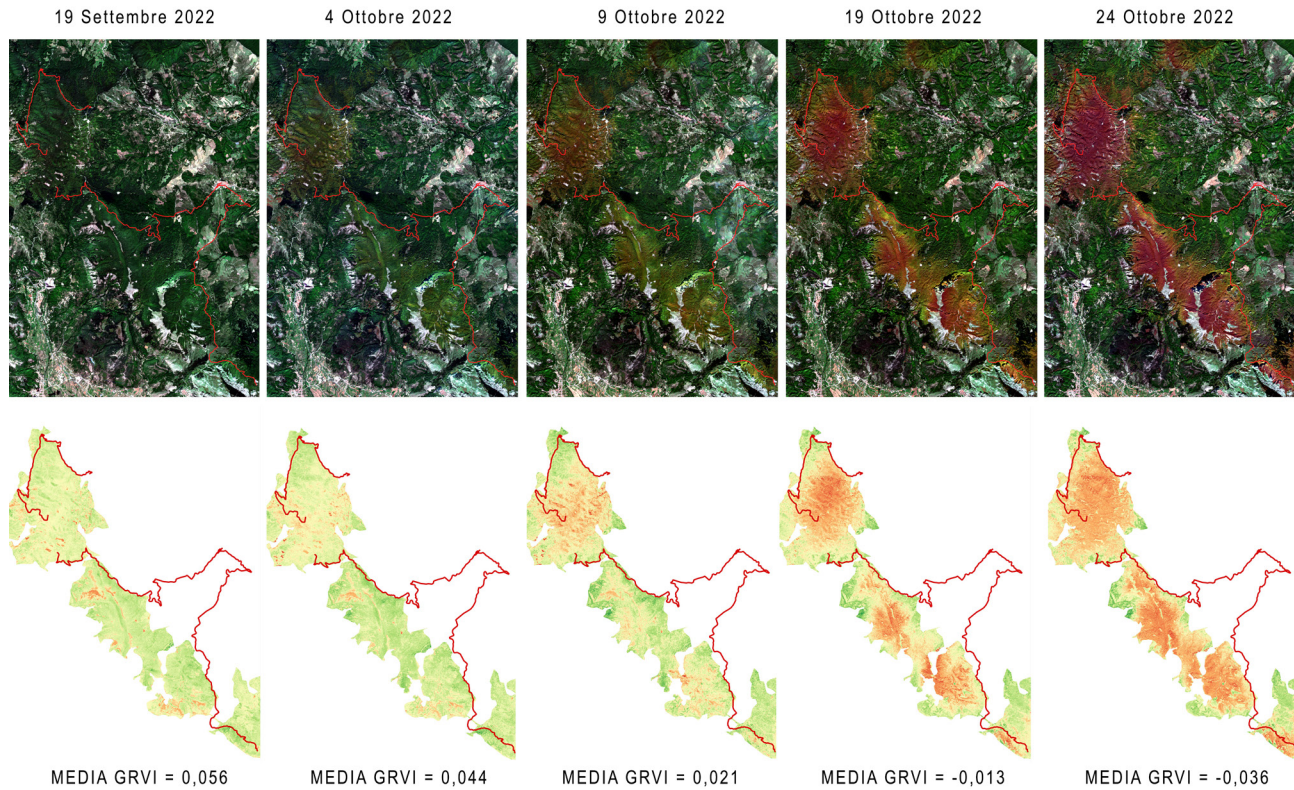 19 Settembre 2022
4 Ottobre 2022
9 Ottobre 2022
19 Ottobre 2022
24 Ottobre 2022
MEDIA GRVI = 0,056
MEDIA GRVI = 0,044
MEDIA GRVI = 0,021
MEDIA GRVI = -0,013
MEDIA GRVI = -0,036